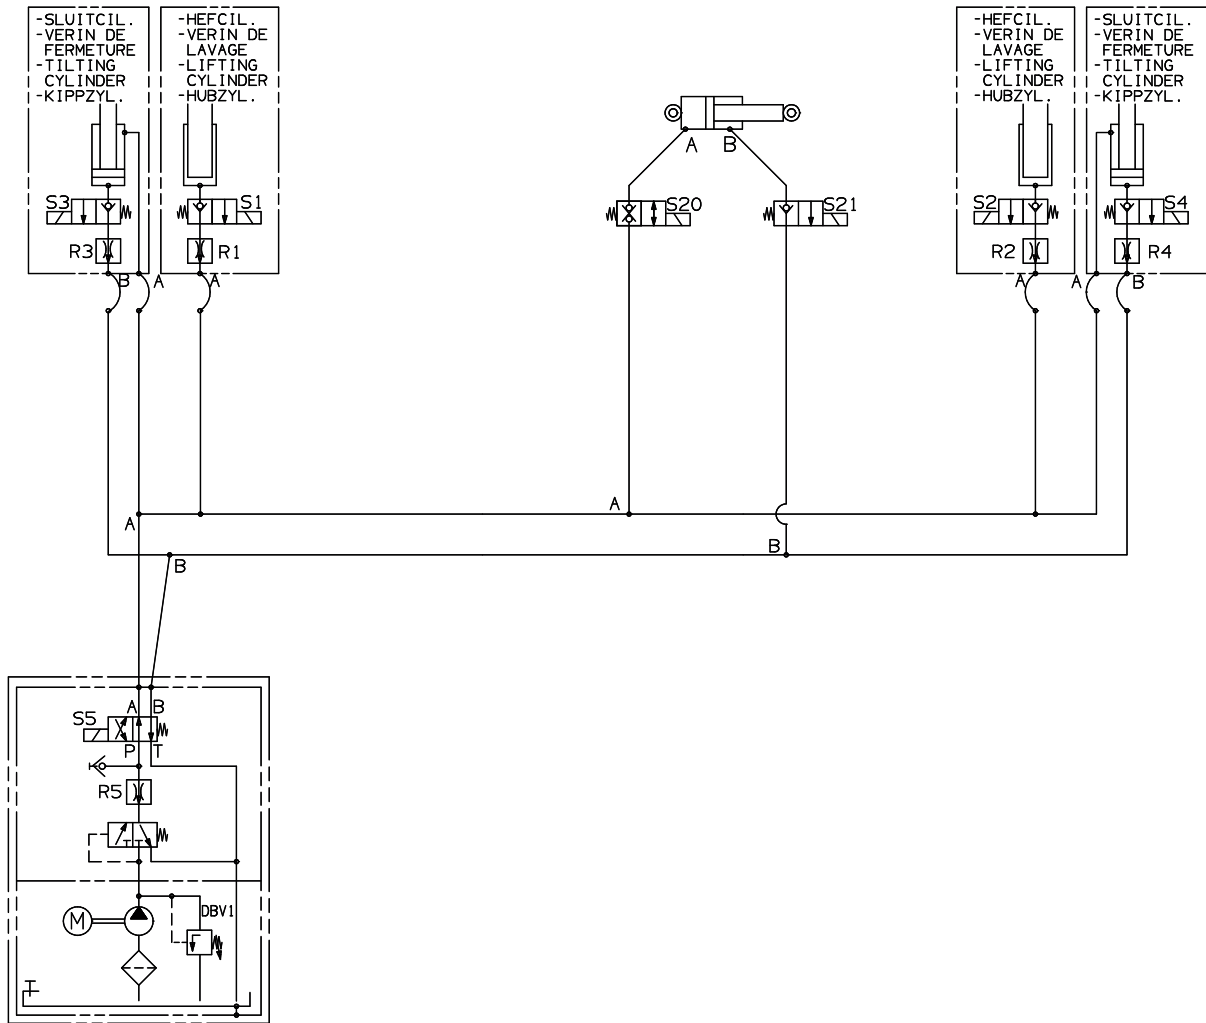 -SLUITCIL.
-VERIN DE
FERMETURE
-TILTING
CYLINDER
-KIPPZYL.
-HEFCIL.
-VERIN DE
LAVAGE
-LIFTING
CYLINDER
-HUBZYL.
-HEFCIL.
-VERIN DE
LAVAGE
-LIFTING
CYLINDER
-HUBZYL.
-SLUITCIL.
-VERIN DE
FERMETURE
-TILTING
CYLINDER
-KIPPZYL.
A
B
S3
S1
S20
S21
S2
S4
R3
R1
R2
R4
B
A
A
A
A
B
A
A
B
B
A
B
S5
P
T
R5
M
DBV1